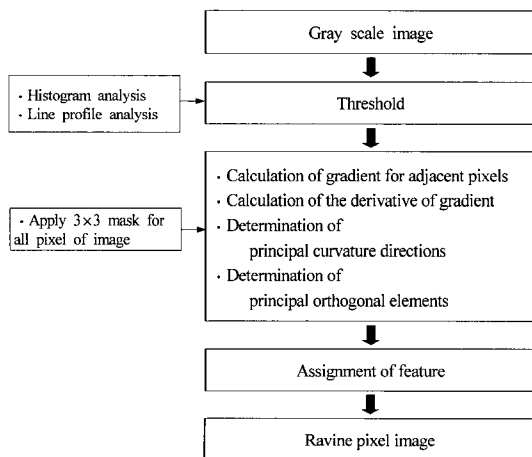 Gray scale image
· Histogram analysis
· Line profile analysis
Threshold
· Apply 3×3 mask for
all pixel of image
· Calculation of gradient for adjacent pixels
· Calculation of the derivative of gradient
· Determination of
principal curvature directions
· Determination of
principal orthogonal elements
Assignment of feature
Ravine pixel image